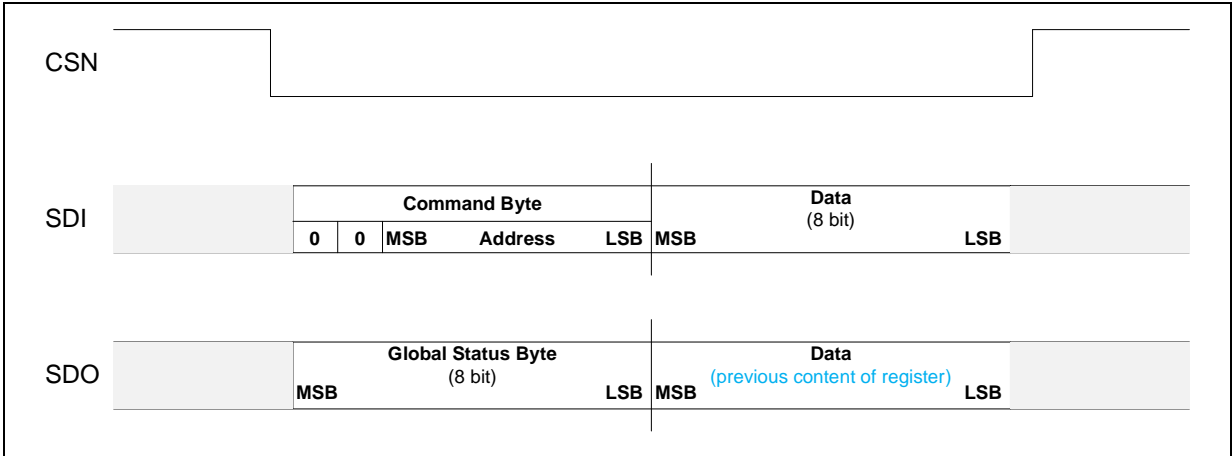 CSN
SDI
Command Byte
0 0 MSB Address LSB
Data
(8 bit)
MSB LSB
SDO
Global Status Byte
(8 bit)
MSB LSB
Data
(previous content of register)
MSB LSB